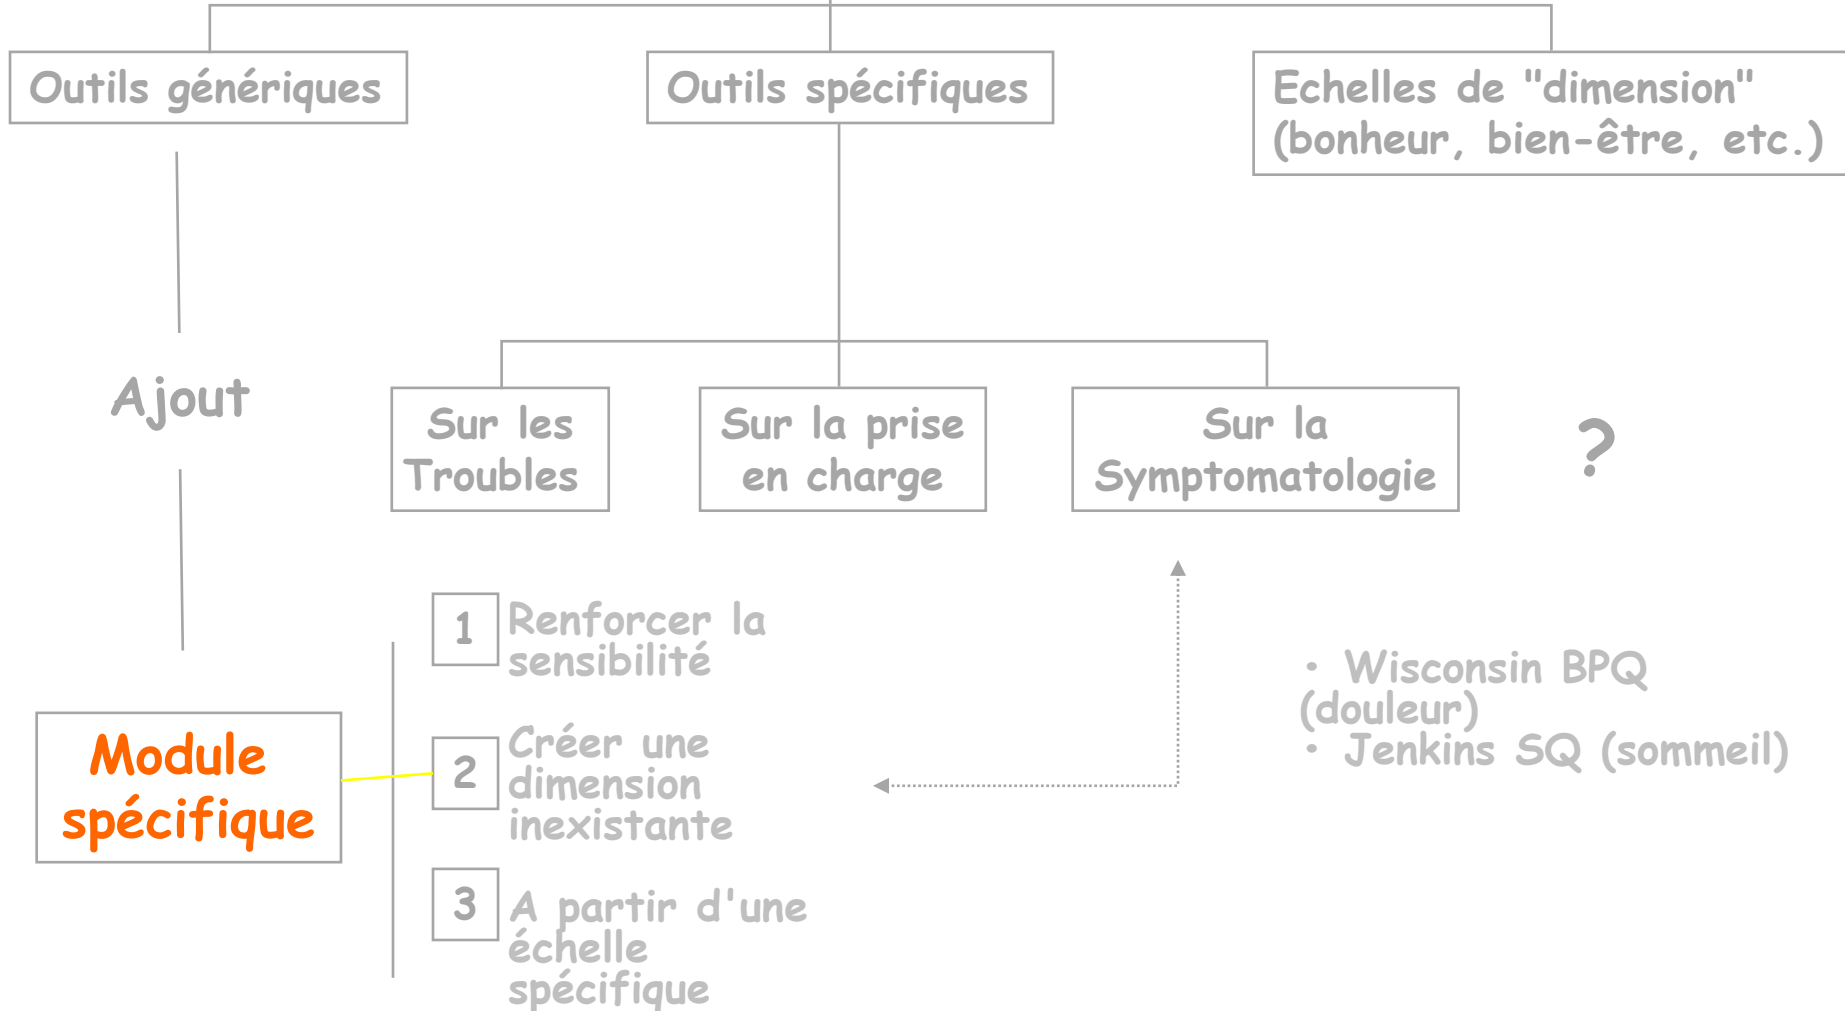 Outils génériques
Outils spécifiques
Echelles de "dimension"
(bonheur, bien-être, etc.)
Ajout
Sur les
Troubles
Sur la prise
en charge
Sur la
Symptomatologie
?
1
Renforcer la
sensibilité
• Wisconsin BPQ
(douleur)
• Jenkins SQ (sommeil)
Module
spécifique
2
Créer une
dimension
inexistante
3
A partir d'une
échelle
spécifique